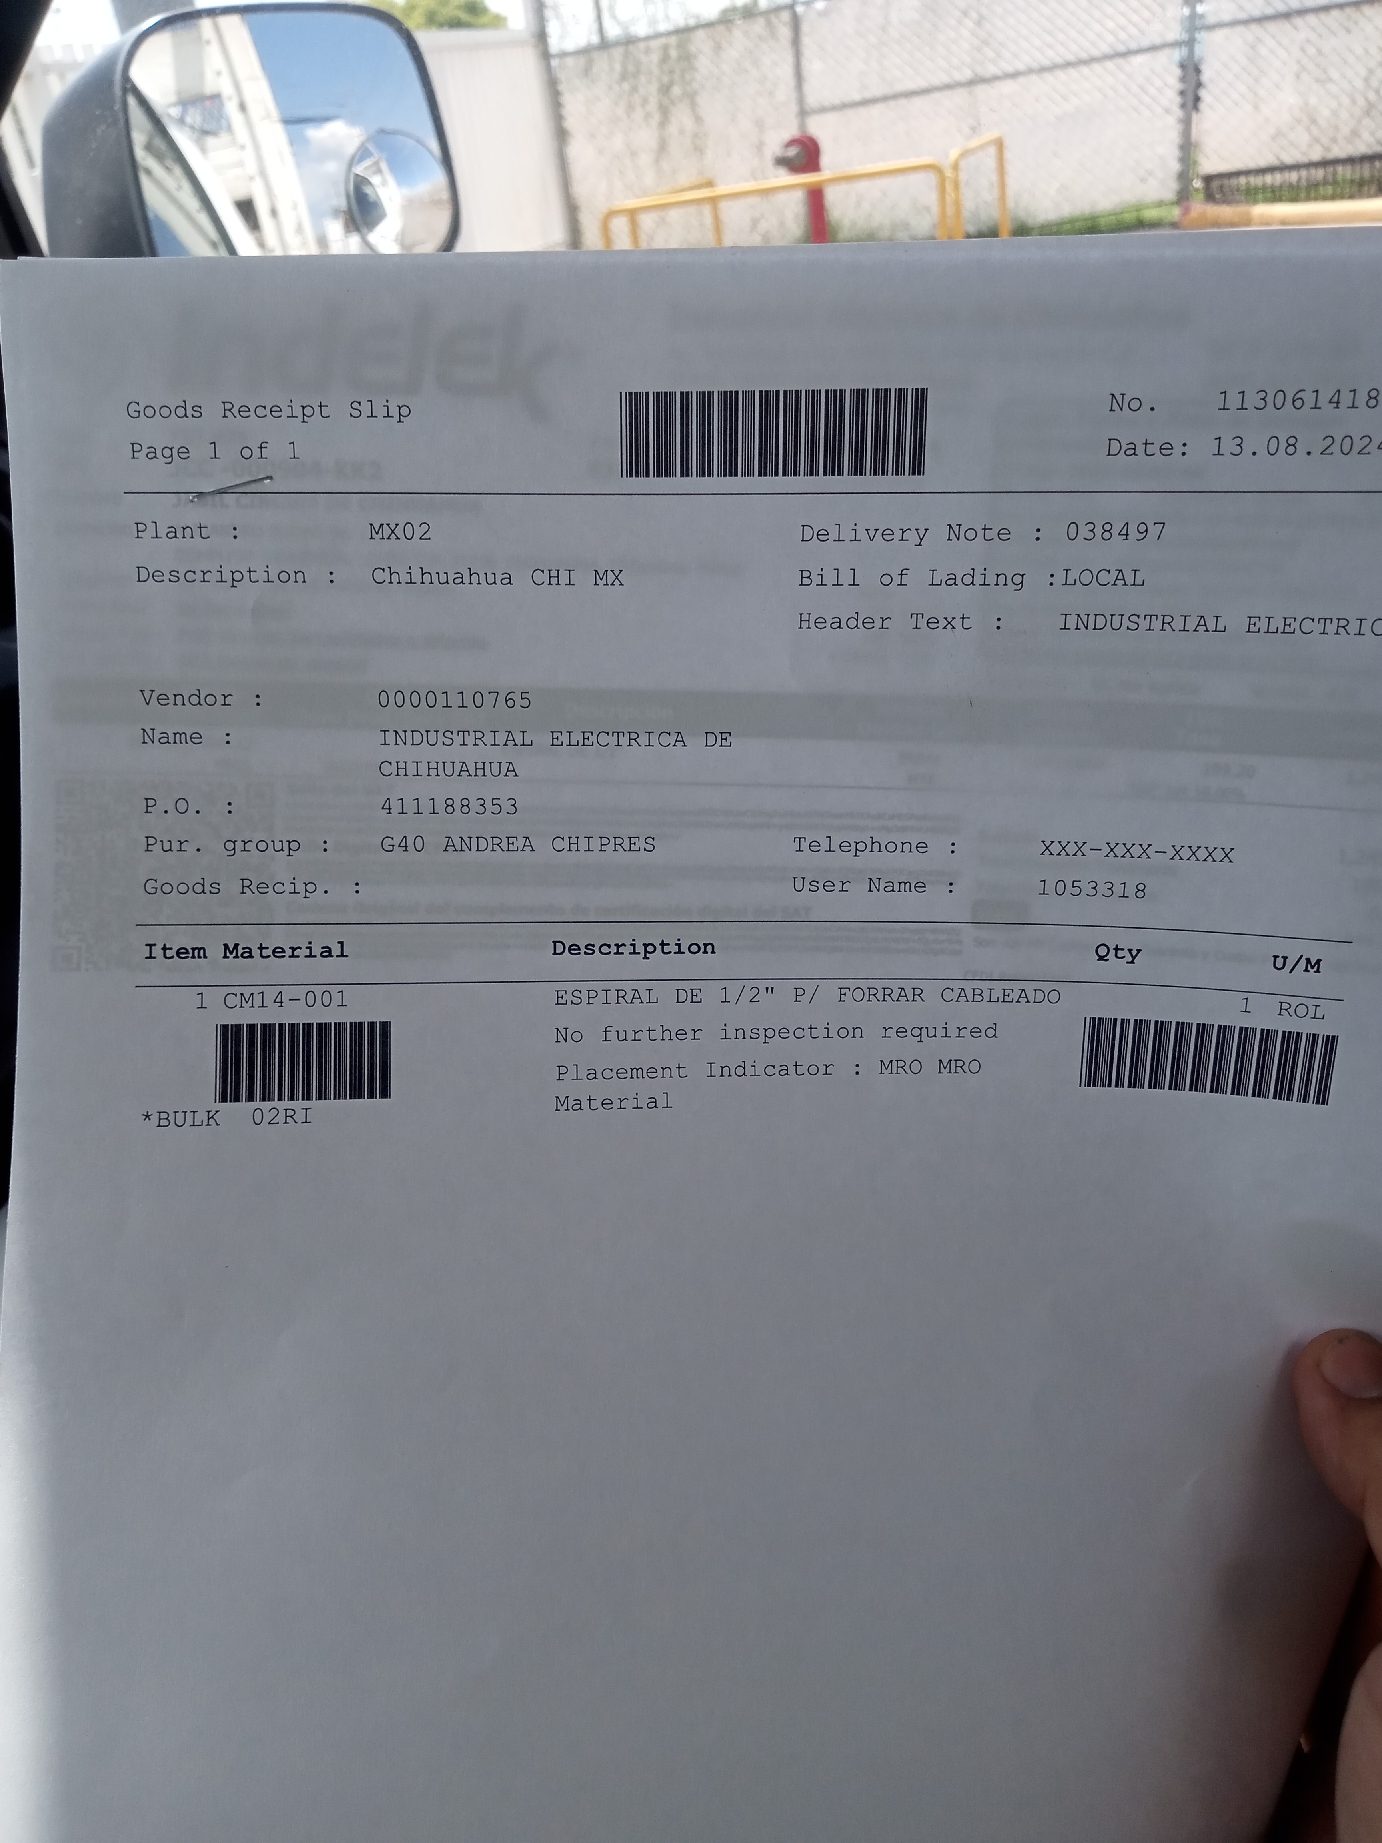 Goods Receipt Slip
No. 113061418
Page 1 of 1
Date: 13.08.2024
Plant : MX02
Delivery Note : 038497
Description : Chihuahua CHI MX
Bill of Lading :LOCAL
Header Text : INDUSTRIAL ELECTRIC
Vendor : 0000110765
Name : INDUSTRIAL ELECTRICA DE
CHIHUAHUA
P.O. : 411188353
Pur. group : G40 ANDREA CHIPRES
Telephone : XXX-XXX-XXXX
Goods Recip. :
User Name : 1053318
Item Material Description Qty U/M
1 CM14-001 ESPIRAL DE 1/2" P/ FORRAR CABLEADO 1 ROL
No further inspection required
Placement Indicator : MRO MRO
Material
*BULK 02RI